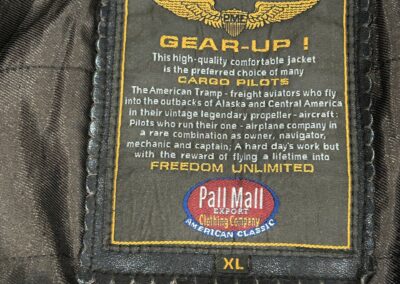 PME
GEAR-UP !
This high-quality comfortable jacket
is the preferred choice of many
CARGO PILOTS
The American Tramp - freight aviators who fly
into the outbacks of Alaska and Central America
in their vintage legendary propeller - aircraft:
Pilots who run their one - airplane company in
a rare combination as owner, navigator,
mechanic and captain; A hard day's work but
with the reward of flying a lifetime into
FREEDOM UNLIMITED
Pall Mall
EXPORT
Clothing Company
AMERICAN CLASSIC
XL